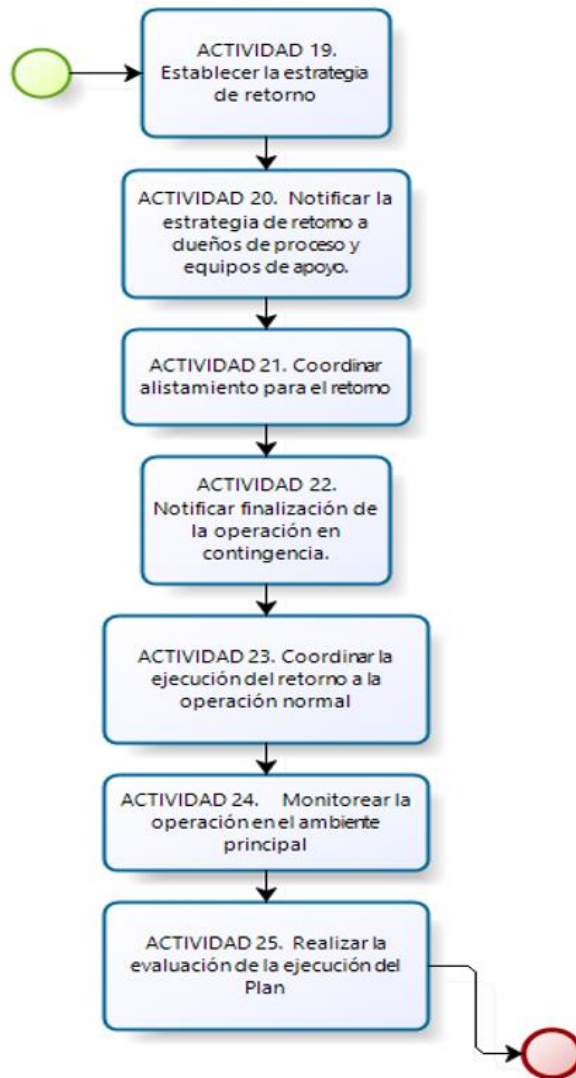 ACTIVIDAD 19.
Establecer la estrategia
de retorno
ACTIVIDAD 20. Notificar la
estrategia de retorno a
dueños de proceso y
equipos de apoyo.
ACTIVIDAD 21. Coordinar
alistamiento para el retorno
ACTIVIDAD 22.
Notificar finalización de
la operación en
contingencia.
ACTIVIDAD 23. Coordinar la
ejecución del retorno a la
operación normal
ACTIVIDAD 24. Monitorear la
operación en el ambiente
principal
ACTIVIDAD 25. Realizar la
evaluación de la ejecución del
Plan